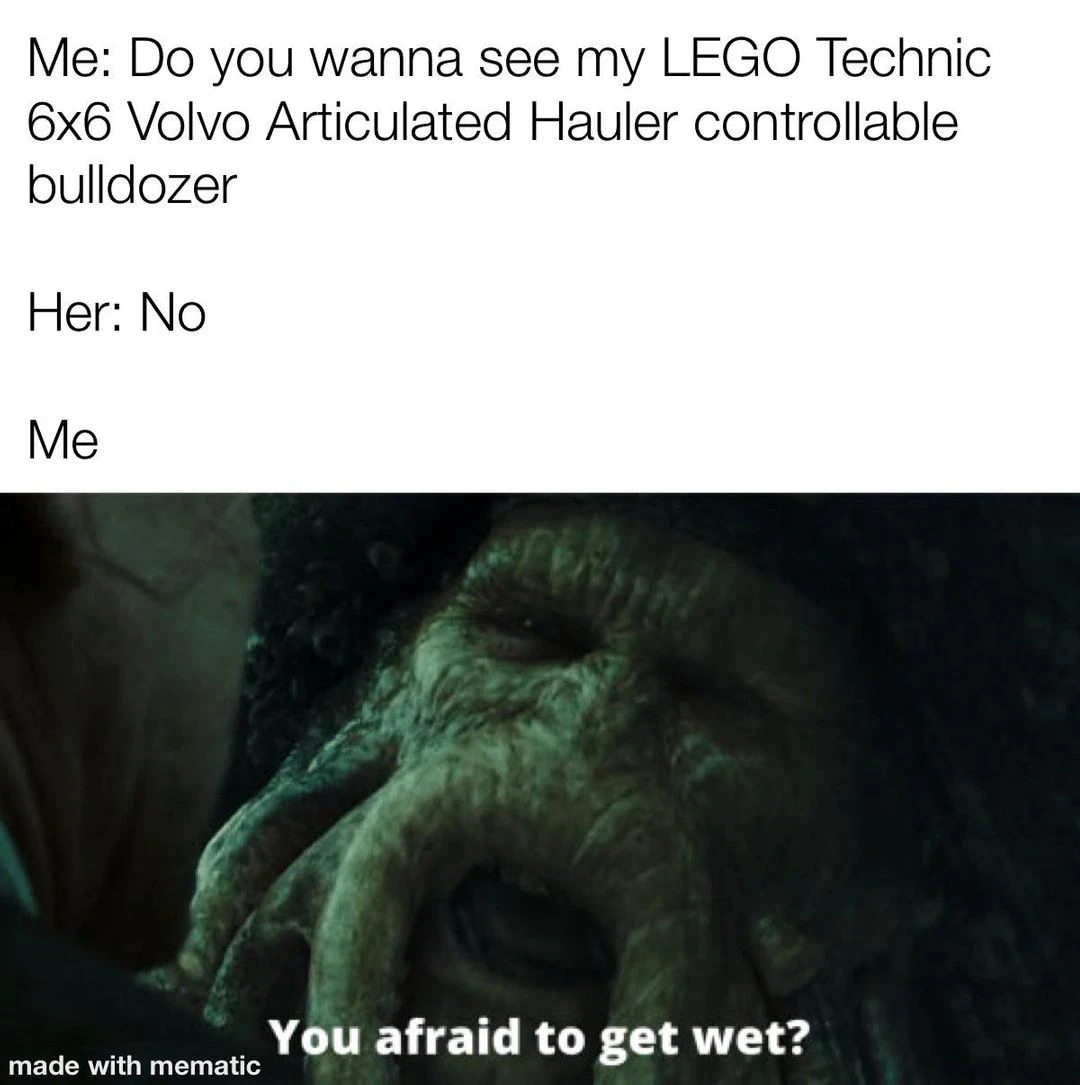 Me: Do you wanna see my LEGO Technic
6x6 Volvo Articulated Hauler controllable
bulldozer
Her: No
Me
You afraid to get wet?
made with mematic